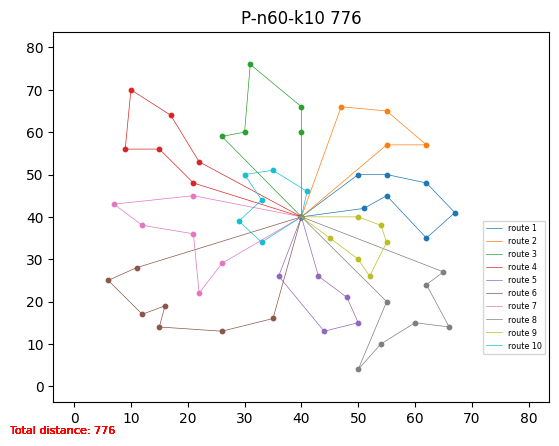 P-n60-k10 776
80
70
60
50
40
30
20
10
0
0 10 20 30 40 50 60 70 80
route 1
route 2
route 3
route 4
route 5
route 6
route 7
route 8
route 9
route 10
Total distance: 776